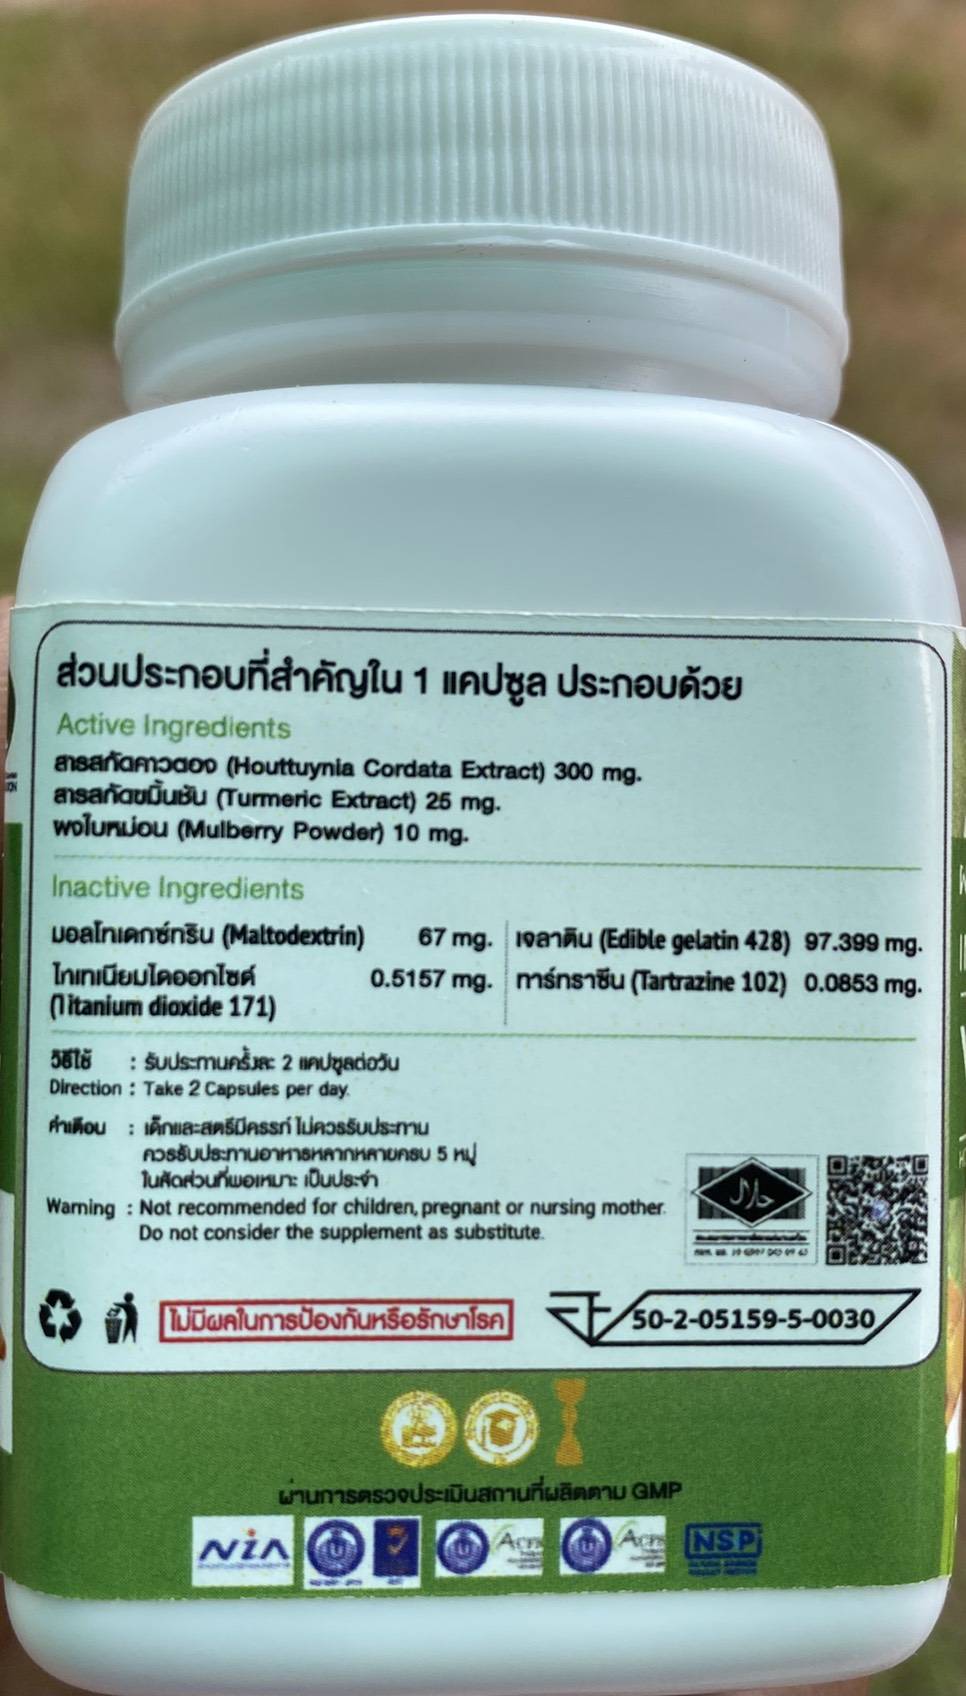 ส่วนประกอบที่สำคัญใน 1 แคปซูล ประกอบด้วย
Active Ingredients
สารสกัดคาวตอง (Houttuynia Cordata Extract) 300 mg.
สารสกัดขมิ้นชัน (Turmeric Extract) 25 mg.
ผงใบหม่อน (Mulberry Powder) 10 mg.
Inactive Ingredients
มอลโทเดกซ์ทริน (Maltodextrin) 67 mg.
ไทเทเนียมไดออกไซด์ 0.5157 mg.
(Titanium dioxide 171)
เจลาติน (Edible gelatin 428) 97.399 mg.
ทาร์ทราซีน (Tartrazine 102) 0.0853 mg.
วิธีใช้ : รับประทานครั้งละ 2 แคปซูลต่อวัน
Direction : Take 2 Capsules per day.
คำเตือน : เด็กและสตรีมีครรภ์ ไม่ควรรับประทาน
ควรรับประทานอาหารหลากหลายครบ 5 หมู่
ในสัดส่วนที่พอเหมาะ เป็นประจำ
Warning : Not recommended for children, pregnant or nursing mother.
Do not consider the supplement as substitute.
حلال
ไม่มีผลในการป้องกันหรือรักษาโรค
50-2-05159-5-0030
ผ่านการตรวจประเมินสถานที่ผลิตตาม GMP
NiA
ACFS
ACFS
NSP